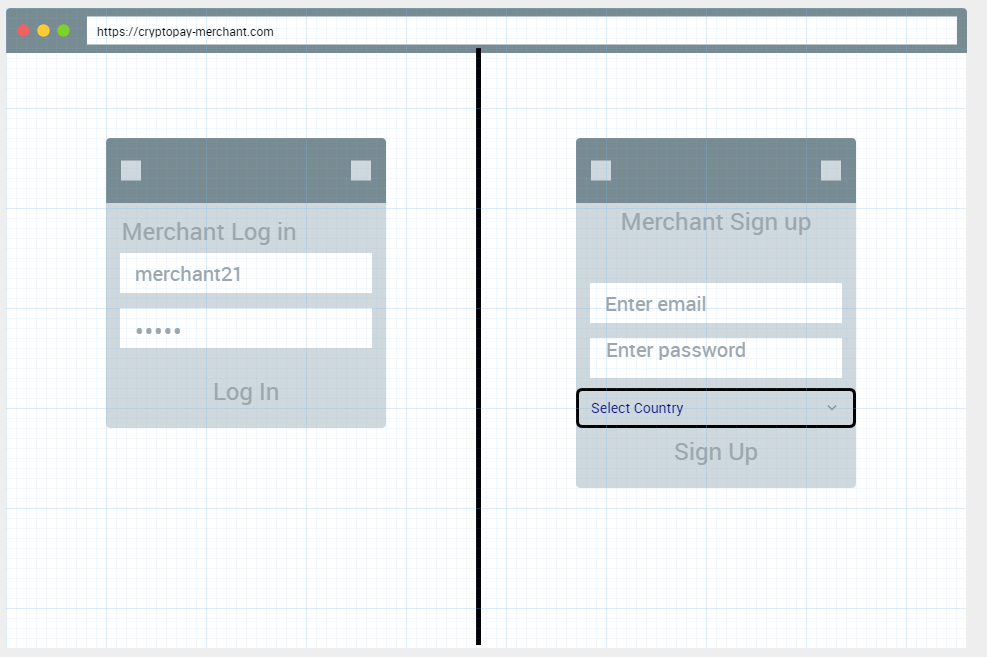 https://cryptopay-merchant.com
Merchant Log in
merchant21
•••••
Log In
Merchant Sign up
Enter email
Enter password
Select Country
Sign Up